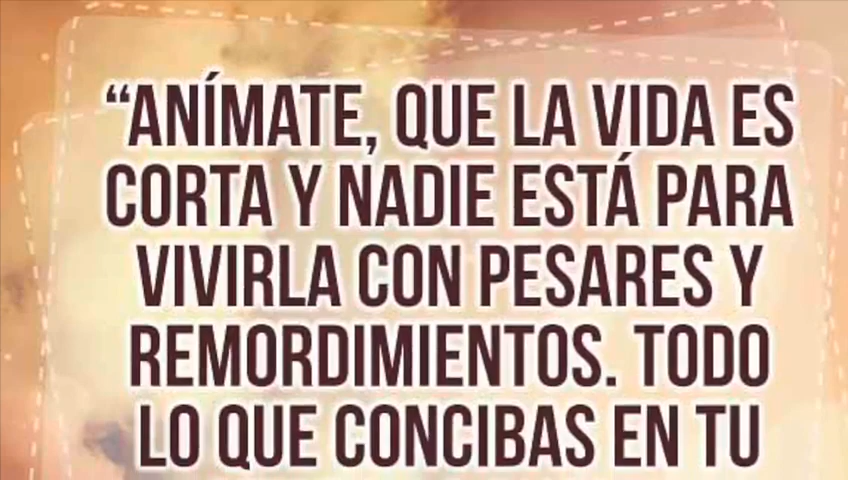 “ANÍMATE, QUE LA VIDA ES
CORTA Y NADIE ESTÁ PARA
VIVIRLA CON PESARES Y
REMORDIMIENTOS. TODO
LO QUE CONCIBAS EN TU